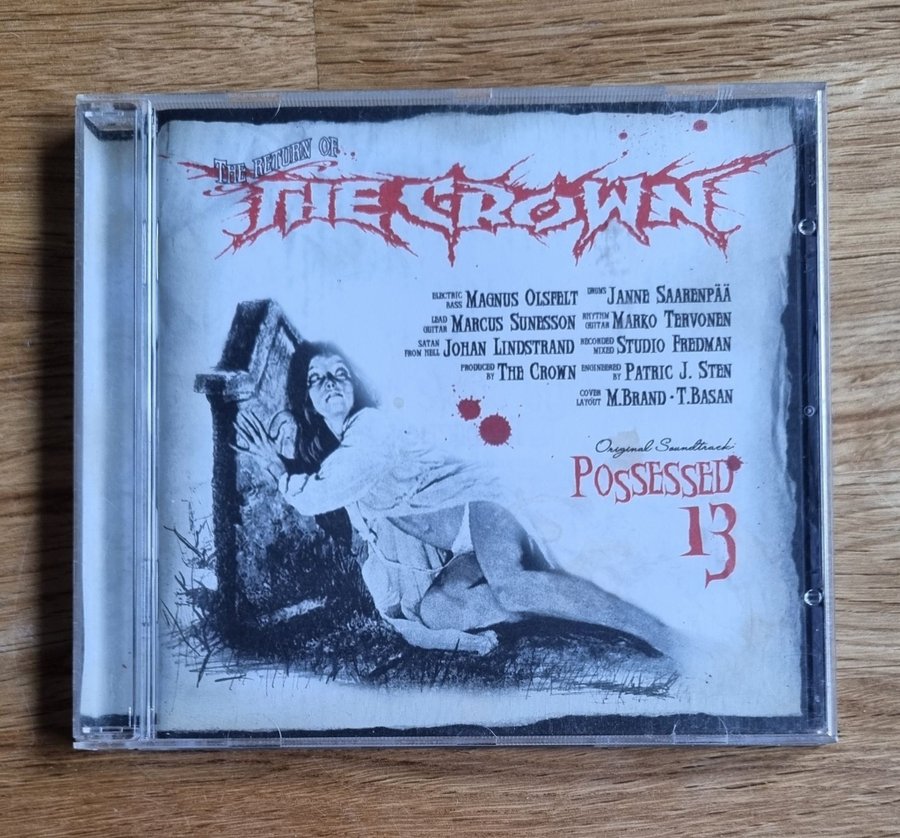 The return of
The Crown
Electric Bass Magnus Olsfelt Drums Janne Saarenpää
Lead Guitar Marcus Sunesson Rhythm Guitar Marko Tervonen
Satan From Hell Johan Lindstrand Recorded Mixed Studio Fredman
Produced By The Crown Engineered By Patric J. Sten
Cover Layout M.Brand · T.Basan
Original Soundtrack
Possessed
13